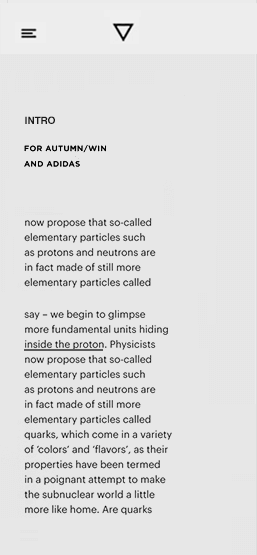 INTRO
FOR AUTUMN/WIN
AND ADIDAS
now propose that so-called
elementary particles such
as protons and neutrons are
in fact made of still more
elementary particles called
say – we begin to glimpse
more fundamental units hiding
inside the proton. Physicists
now propose that so-called
elementary particles such
as protons and neutrons are
in fact made of still more
elementary particles called
quarks, which come in a variety
of ‘colors’ and ‘flavors’, as their
properties have been termed
in a poignant attempt to make
the subnuclear world a little
more like home. Are quarks